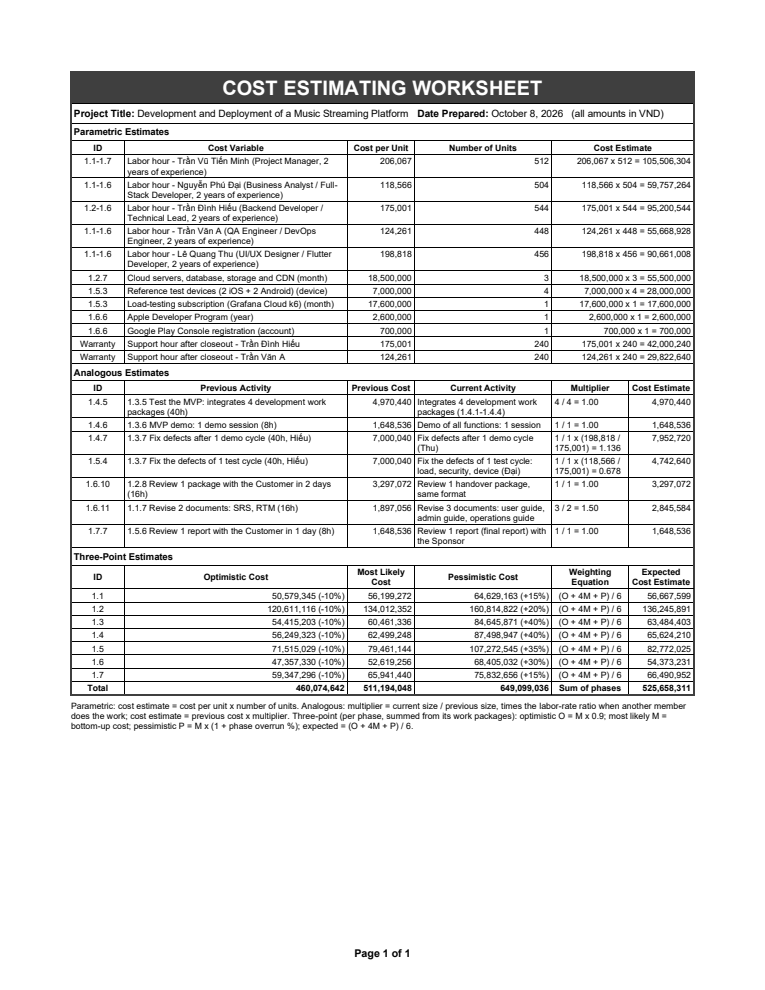 COST ESTIMATING WORKSHEET
Project Title: Development and Deployment of a Music Streaming Platform Date Prepared: October 8, 2026 (all amounts in VND)
Parametric Estimates
ID Cost Variable Cost per Unit Number of Units Cost Estimate
1.1-1.7 Labor hour - Trần Vũ Tiến Minh (Project Manager, 2 206,067 512 206,067 x 512 = 105,506,304
years of experience)
1.1-1.6 Labor hour - Nguyễn Phú Đại (Business Analyst / Full- 118,566 504 118,566 x 504 = 59,757,264
Stack Developer, 2 years of experience)
1.2-1.6 Labor hour - Trần Đình Hiếu (Backend Developer / 175,001 544 175,001 x 544 = 95,200,544
Technical Lead, 2 years of experience)
1.1-1.6 Labor hour - Trần Văn A (QA Engineer / DevOps 124,261 448 124,261 x 448 = 55,668,928
Engineer, 2 years of experience)
1.1-1.6 Labor hour - Lê Quang Thu (UI/UX Designer / Flutter 198,818 456 198,818 x 456 = 90,661,008
Developer, 2 years of experience)
1.2.7 Cloud servers, database, storage and CDN (month) 18,500,000 3 18,500,000 x 3 = 55,500,000
1.5.3 Reference test devices (2 iOS + 2 Android) (device) 7,000,000 4 7,000,000 x 4 = 28,000,000
1.5.3 Load-testing subscription (Grafana Cloud k6) (month) 17,600,000 1 17,600,000 x 1 = 17,600,000
1.6.6 Apple Developer Program (year) 2,600,000 1 2,600,000 x 1 = 2,600,000
1.6.6 Google Play Console registration (account) 700,000 1 700,000 x 1 = 700,000
Warranty Support hour after closeout - Trần Đình Hiếu 175,001 240 175,001 x 240 = 42,000,240
Warranty Support hour after closeout - Trần Văn A 124,261 240 124,261 x 240 = 29,822,640
Analogous Estimates
ID Previous Activity Previous Cost Current Activity Multiplier Cost Estimate
1.4.5 1.3.5 Test the MVP: integrates 4 development work 4,970,440 Integrates 4 development work 4 / 4 = 1.00 4,970,440
packages (40h) packages (1.4.1-1.4.4)
1.4.6 1.3.6 MVP demo: 1 demo session (8h) 1,648,536 Demo of all functions: 1 session 1 / 1 = 1.00 1,648,536
1.4.7 1.3.7 Fix defects after 1 demo cycle (40h, Hiếu) 7,000,040 Fix defects after 1 demo cycle 1 / 1 x (198,818 / 7,952,720
(Thu) 175,001) = 1.136
1.5.4 1.3.7 Fix the defects of 1 test cycle (40h, Hiếu) 7,000,040 Fix the defects of 1 test cycle: 1 / 1 x (118,566 / 4,742,640
load, security, device (Đại) 175,001) = 0.678
1.6.10 1.2.8 Review 1 package with the Customer in 2 days 3,297,072 Review 1 handover package, 1 / 1 = 1.00 3,297,072
(16h) same format
1.6.11 1.1.7 Revise 2 documents: SRS, RTM (16h) 1,897,056 Revise 3 documents: user guide, 3 / 2 = 1.50 2,845,584
admin guide, operations guide
1.7.7 1.5.6 Review 1 report with the Customer in 1 day (8h) 1,648,536 Review 1 report (final report) with 1 / 1 = 1.00 1,648,536
the Sponsor
Three-Point Estimates
ID Optimistic Cost Most Likely Pessimistic Cost Weighting Expected
Cost Equation Cost Estimate
1.1 50,579,345 (-10%) 56,199,272 64,629,163 (+15%) (O + 4M + P) / 6 56,667,599
1.2 120,611,116 (-10%) 134,012,352 160,814,822 (+20%) (O + 4M + P) / 6 136,245,891
1.3 54,415,203 (-10%) 60,461,336 84,645,871 (+40%) (O + 4M + P) / 6 63,484,403
1.4 56,249,323 (-10%) 62,499,248 87,498,947 (+40%) (O + 4M + P) / 6 65,624,210
1.5 71,515,029 (-10%) 79,461,144 107,272,545 (+35%) (O + 4M + P) / 6 82,772,025
1.6 47,357,330 (-10%) 52,619,256 68,405,032 (+30%) (O + 4M + P) / 6 54,373,231
1.7 59,347,296 (-10%) 65,941,440 75,832,656 (+15%) (O + 4M + P) / 6 66,490,952
Total 460,074,642 511,194,048 649,099,036 Sum of phases 525,658,311
Parametric: cost estimate = cost per unit x number of units. Analogous: multiplier = current size / previous size, times the labor-rate ratio when another member
does the work; cost estimate = previous cost x multiplier. Three-point (per phase, summed from its work packages): optimistic O = M x 0.9; most likely M =
bottom-up cost; pessimistic P = M x (1 + phase overrun %); expected = (O + 4M + P) / 6.
Page 1 of 1